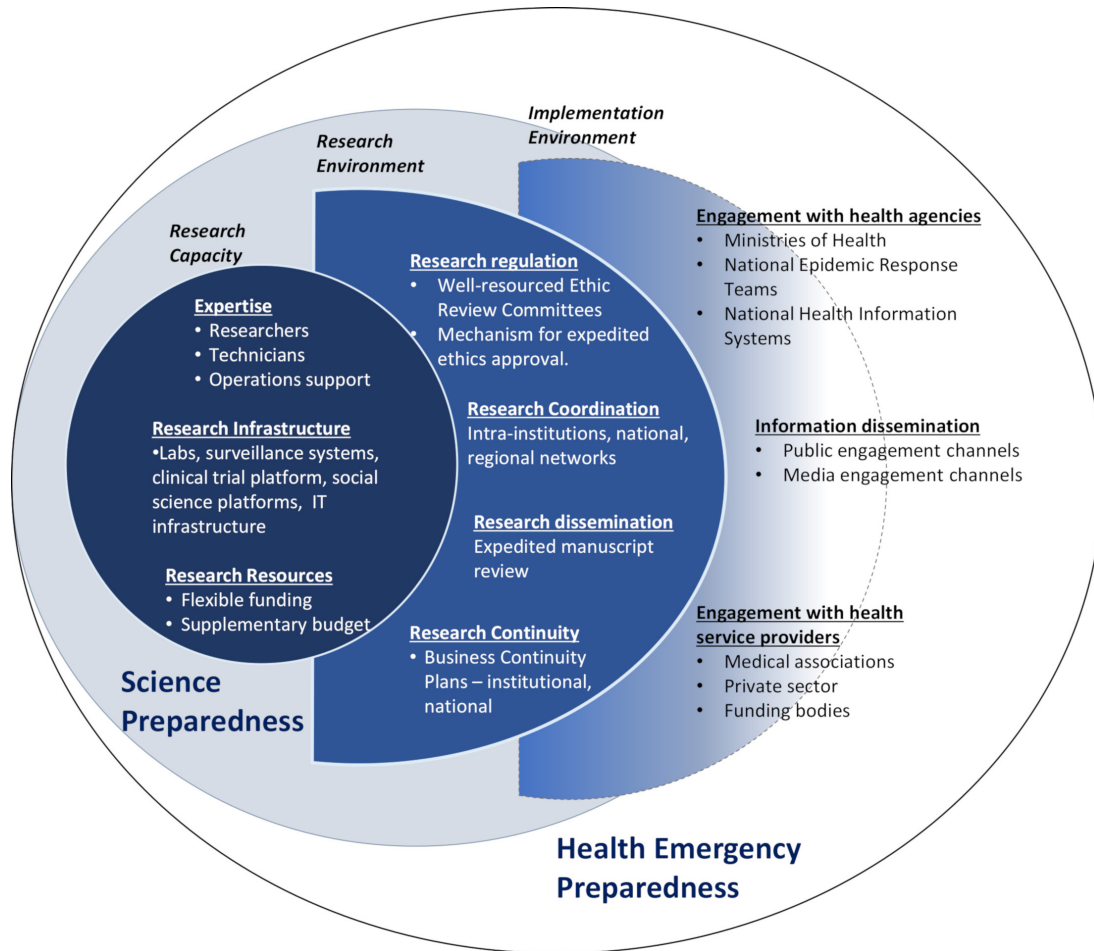 Implementation
Environment
Research
Environment
Research
Capacity
Expertise
• Researchers
• Technicians
• Operations support
Research Infrastructure
•Labs, surveillance systems,
clinical trial platform, social
science platforms, IT
infrastructure
Research Resources
• Flexible funding
• Supplementary budget
Research regulation
• Well-resourced Ethic
Review Committees
• Mechanism for expedited
ethics approval.
Research Coordination
Intra-institutions, national,
regional networks
Research dissemination
Expedited manuscript
review
Research Continuity
• Business Continuity
Plans – institutional,
national
Engagement with health agencies
• Ministries of Health
• National Epidemic Response
Teams
• National Health Information
Systems
Information dissemination
• Public engagement channels
• Media engagement channels
Engagement with health
service providers
• Medical associations
• Private sector
• Funding bodies
Science
Preparedness
Health Emergency
Preparedness